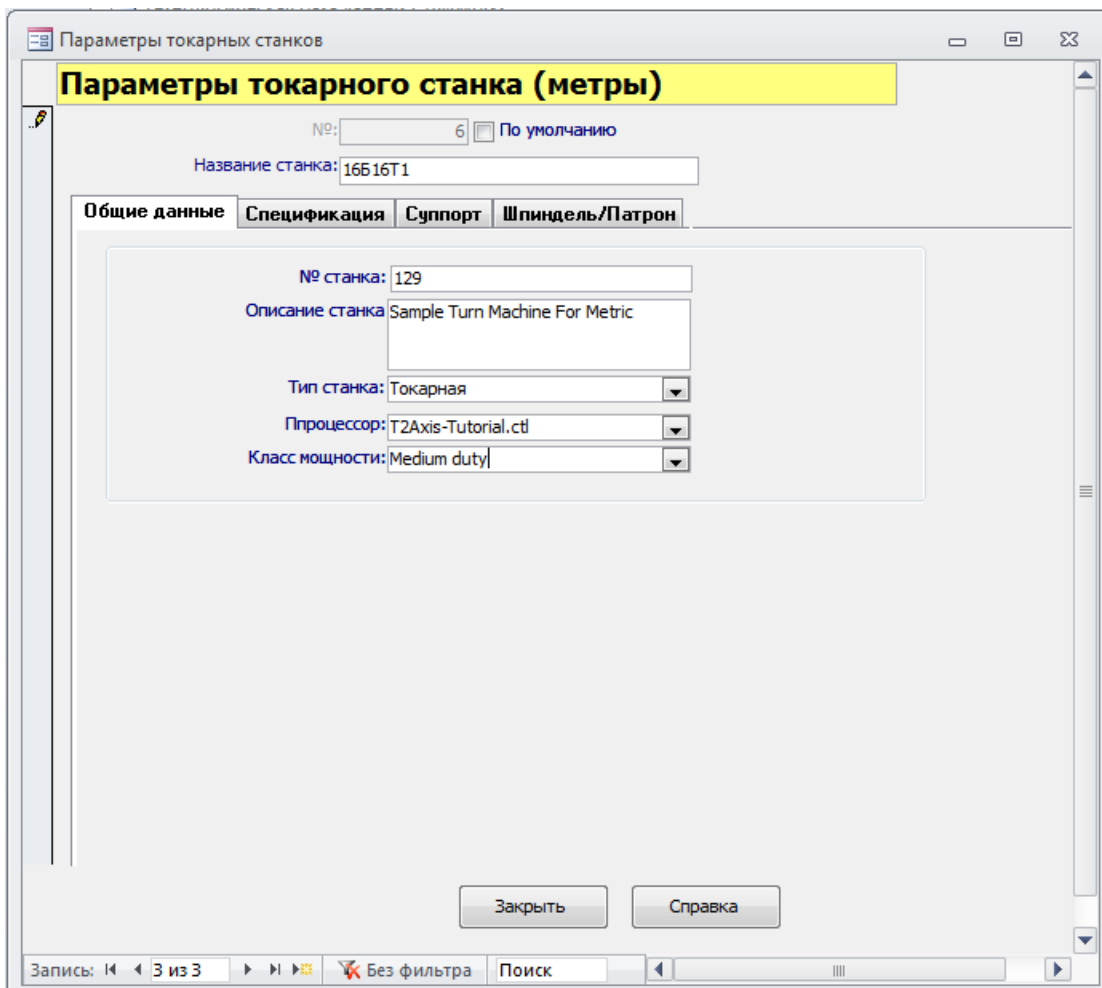 Параметры токарных станков
Параметры токарного станка (метры)
№: 6 По умолчанию
Название станка: 16Б16Т1
Общие данные Спецификация Суппорт Шпиндель/Патрон
№ станка: 129
Описание станка Sample Turn Machine For Metric
Тип станка: Токарная
Ппроцессор: T2Axis-Tutorial.ctl
Класс мощности: Medium duty
Закрыть Справка
Запись: 3 из 3 Без фильтра Поиск